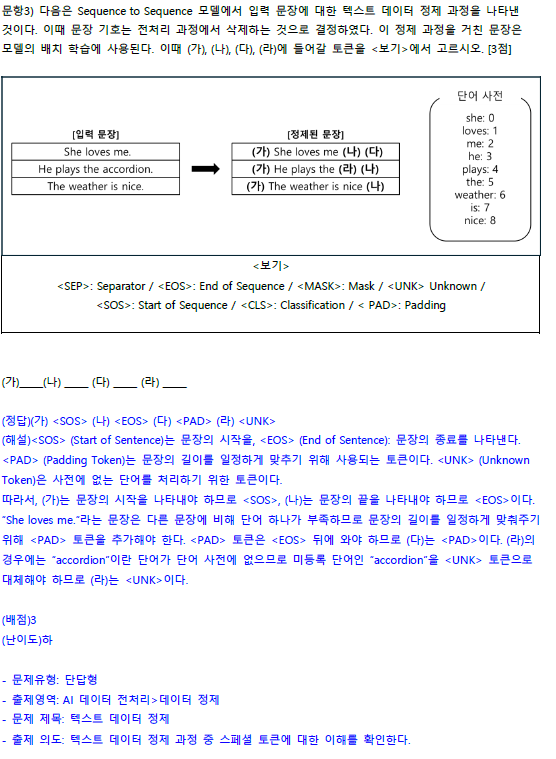 문항3) 다음은 Sequence to Sequence 모델에서 입력 문장에 대한 텍스트 데이터 정제 과정을 나타낸
것이다. 이때 문장 기호는 전처리 과정에서 삭제하는 것으로 결정하였다. 이 정제 과정을 거친 문장은
모델의 배치 학습에 사용된다. 이때 (가), (나), (다), (라)에 들어갈 토큰을 <보기>에서 고르시오. [3점]
[입력 문장]
She loves me.
He plays the accordion.
The weather is nice.
[정제된 문장]
(가) She loves me (나) (다)
(가) He plays the (라) (나)
(가) The weather is nice (나)
단어 사전
she: 0
loves: 1
me: 2
he: 3
plays: 4
the: 5
weather: 6
is: 7
nice: 8
<보기>
<SEP>: Separator / <EOS>: End of Sequence / <MASK>: Mask / <UNK> Unknown /
<SOS>: Start of Sequence / <CLS>: Classification / < PAD>: Padding
(가)_____(나) _____ (다) _____ (라) _____
(정답)(가) <SOS> (나) <EOS> (다) <PAD> (라) <UNK>
(해설)<SOS> (Start of Sentence)는 문장의 시작을, <EOS> (End of Sentence): 문장의 종료를 나타낸다.
<PAD> (Padding Token)는 문장의 길이를 일정하게 맞추기 위해 사용되는 토큰이다. <UNK> (Unknown
Token)은 사전에 없는 단어를 처리하기 위한 토큰이다.
따라서, (가)는 문장의 시작을 나타내야 하므로 <SOS>, (나)는 문장의 끝을 나타내야 하므로 <EOS>이다.
"She loves me."라는 문장은 다른 문장에 비해 단어 하나가 부족하므로 문장의 길이를 일정하게 맞춰주기
위해 <PAD> 토큰을 추가해야 한다. <PAD> 토큰은 <EOS> 뒤에 와야 하므로 (다)는 <PAD>이다. (라)의
경우에는 "accordion"이란 단어가 단어 사전에 없으므로 미등록 단어인 "accordion"을 <UNK> 토큰으로
대체해야 하므로 (라)는 <UNK>이다.
(배점)3
(난이도)하
- 문제유형: 단답형
- 출제영역: AI 데이터 전처리>데이터 정제
- 문제 제목: 텍스트 데이터 정제
- 출제 의도: 텍스트 데이터 정제 과정 중 스페셜 토큰에 대한 이해를 확인한다.